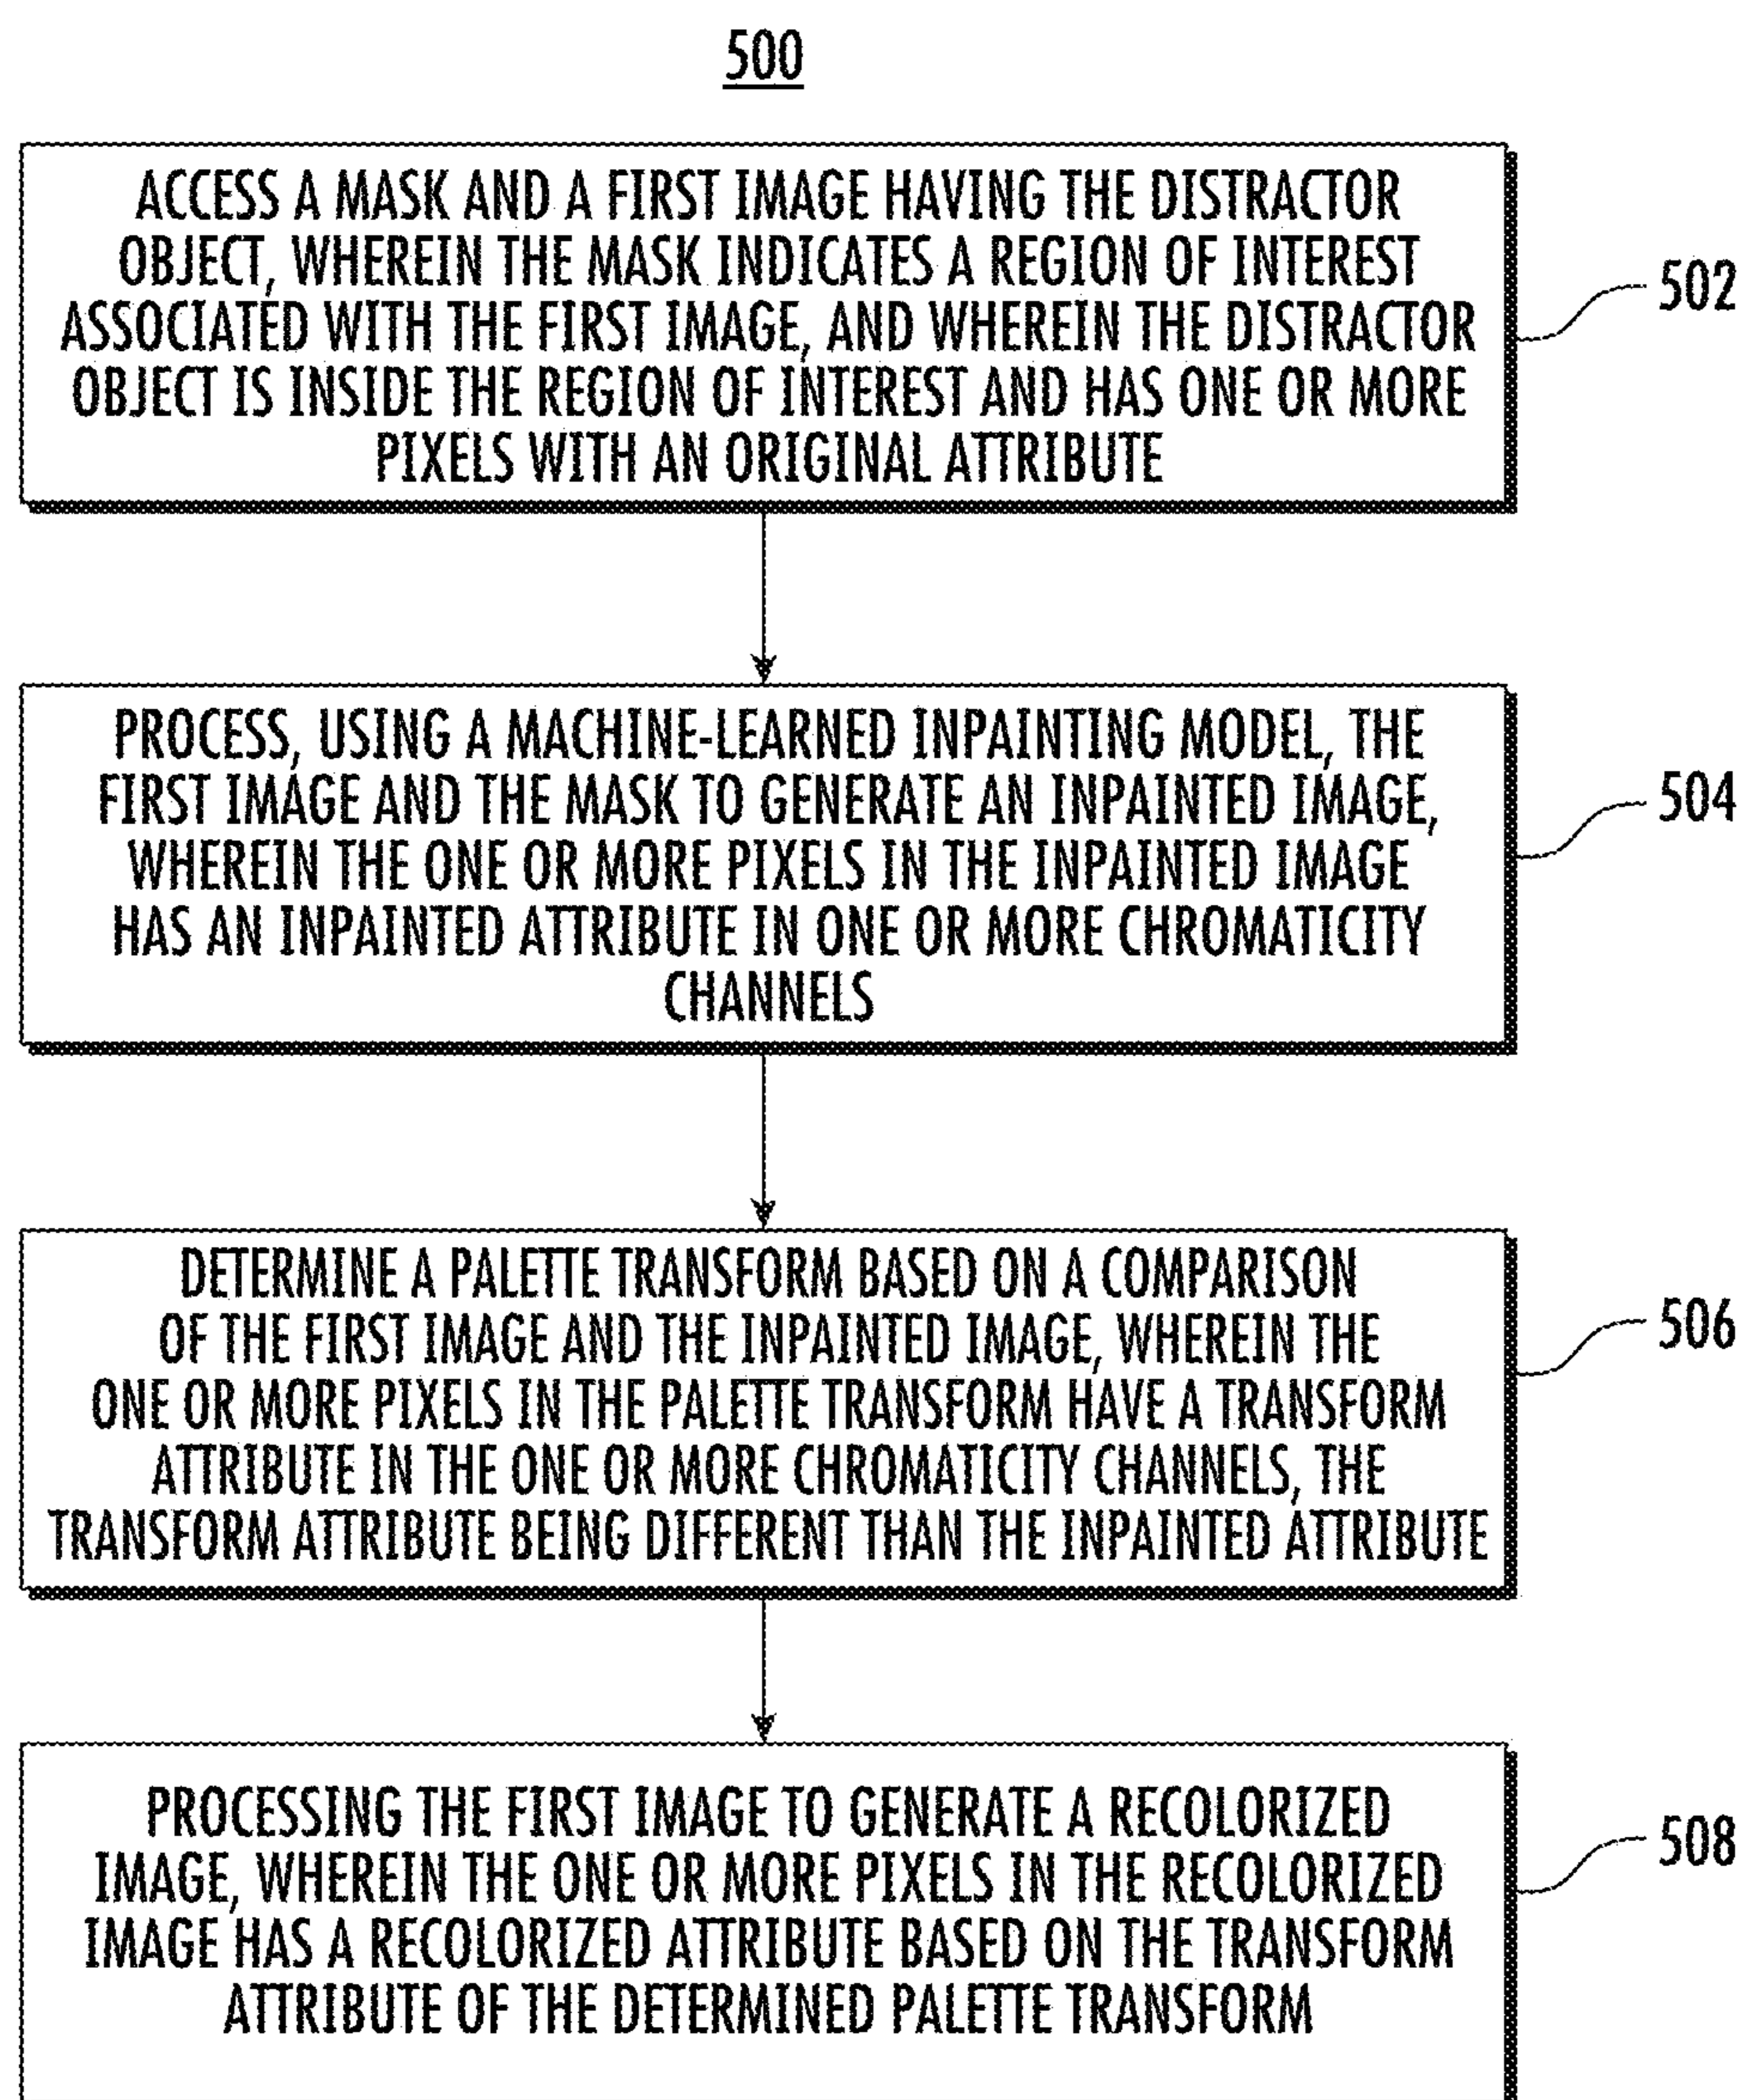 500
ACCESS A MASK AND A FIRST IMAGE HAVING THE DISTRACTOR
OBJECT, WHEREIN THE MASK INDICATES A REGION OF INTEREST
ASSOCIATED WITH THE FIRST IMAGE, AND WHEREIN THE DISTRACTOR
OBJECT IS INSIDE THE REGION OF INTEREST AND HAS ONE OR MORE
PIXELS WITH AN ORIGINAL ATTRIBUTE
502
PROCESS, USING A MACHINE-LEARNED INPAINTING MODEL, THE
FIRST IMAGE AND THE MASK TO GENERATE AN INPAINTED IMAGE,
WHEREIN THE ONE OR MORE PIXELS IN THE INPAINTED IMAGE
HAS AN INPAINTED ATTRIBUTE IN ONE OR MORE CHROMATICITY
CHANNELS
504
DETERMINE A PALETTE TRANSFORM BASED ON A COMPARISON
OF THE FIRST IMAGE AND THE INPAINTED IMAGE, WHEREIN THE
ONE OR MORE PIXELS IN THE PALETTE TRANSFORM HAVE A TRANSFORM
ATTRIBUTE IN THE ONE OR MORE CHROMATICITY CHANNELS, THE
TRANSFORM ATTRIBUTE BEING DIFFERENT THAN THE INPAINTED ATTRIBUTE
506
PROCESSING THE FIRST IMAGE TO GENERATE A RECOLORIZED
IMAGE, WHEREIN THE ONE OR MORE PIXELS IN THE RECOLORIZED
IMAGE HAS A RECOLORIZED ATTRIBUTE BASED ON THE TRANSFORM
ATTRIBUTE OF THE DETERMINED PALETTE TRANSFORM
508